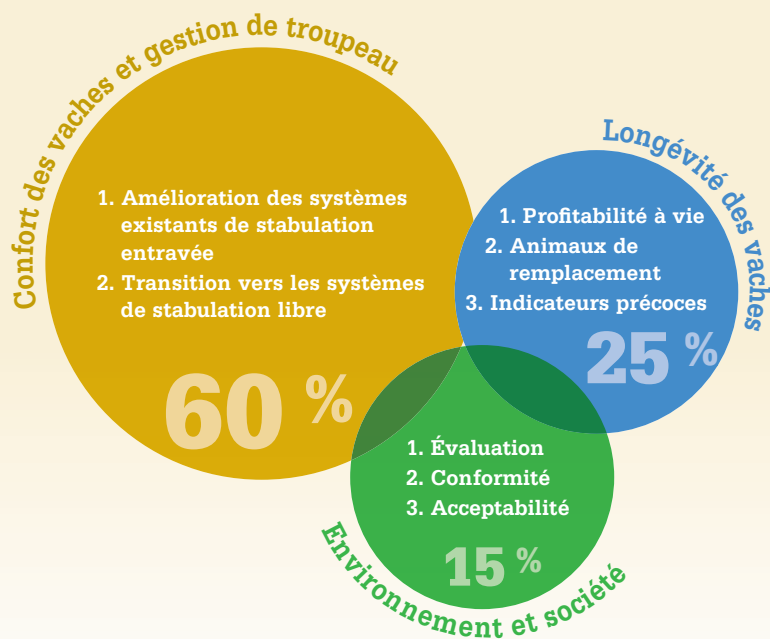 Confort des vaches et gestion de troupeau
1. Amélioration des systèmes
existants de stabulation
entravée
2. Transition vers les systèmes
de stabulation libre
60 %
Longévité des vaches
1. Profitabilité à vie
2. Animaux de
remplacement
3. Indicateurs précoces
25 %
1. Évaluation
2. Conformité
3. Acceptabilité
15 %
Environnement et société